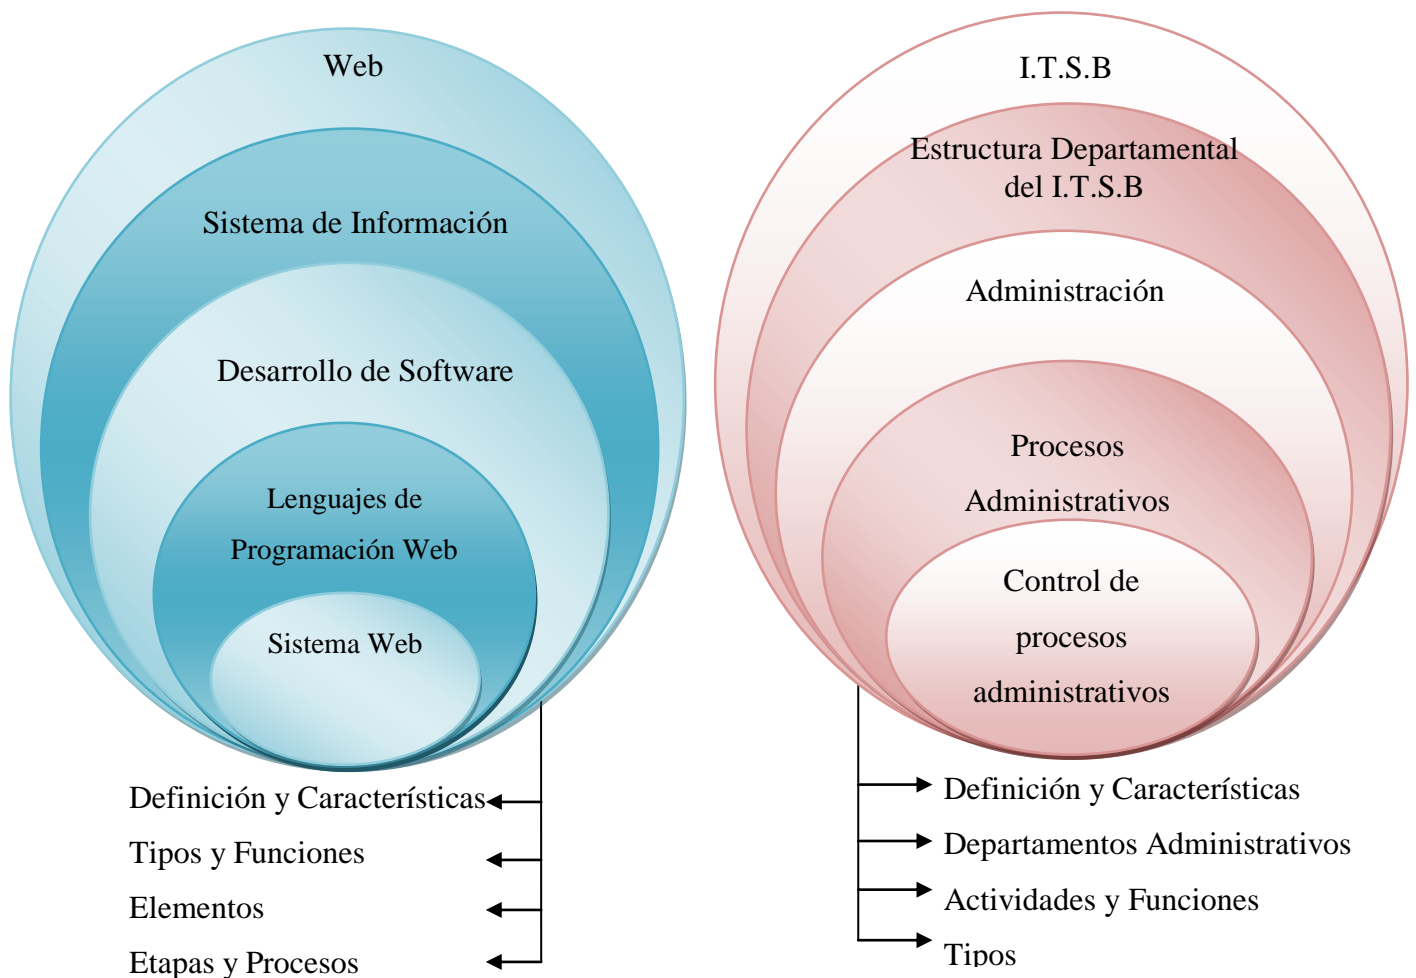 Web
Sistema de Información
Desarrollo de Software
Lenguajes de
Programación Web
Sistema Web
Definición y Características
Tipos y Funciones
Elementos
Etapas y Procesos
I.T.S.B
Estructura Departamental
del I.T.S.B
Administración
Procesos
Administrativos
Control de
procesos
administrativos
Definición y Características
Departamentos Administrativos
Actividades y Funciones
Tipos